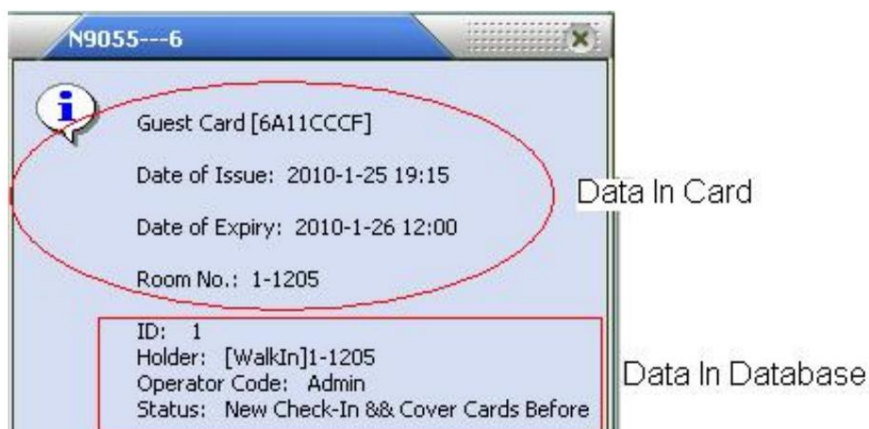 N9055---6
Guest Card [6A11CCCF]
Date of Issue: 2010-1-25 19:15
Date of Expiry: 2010-1-26 12:00
Room No.: 1-1205
Data In Card
ID: 1
Holder: [WalkIn]1-1205
Operator Code: Admin
Status: New Check-In && Cover Cards Before
Data In Database